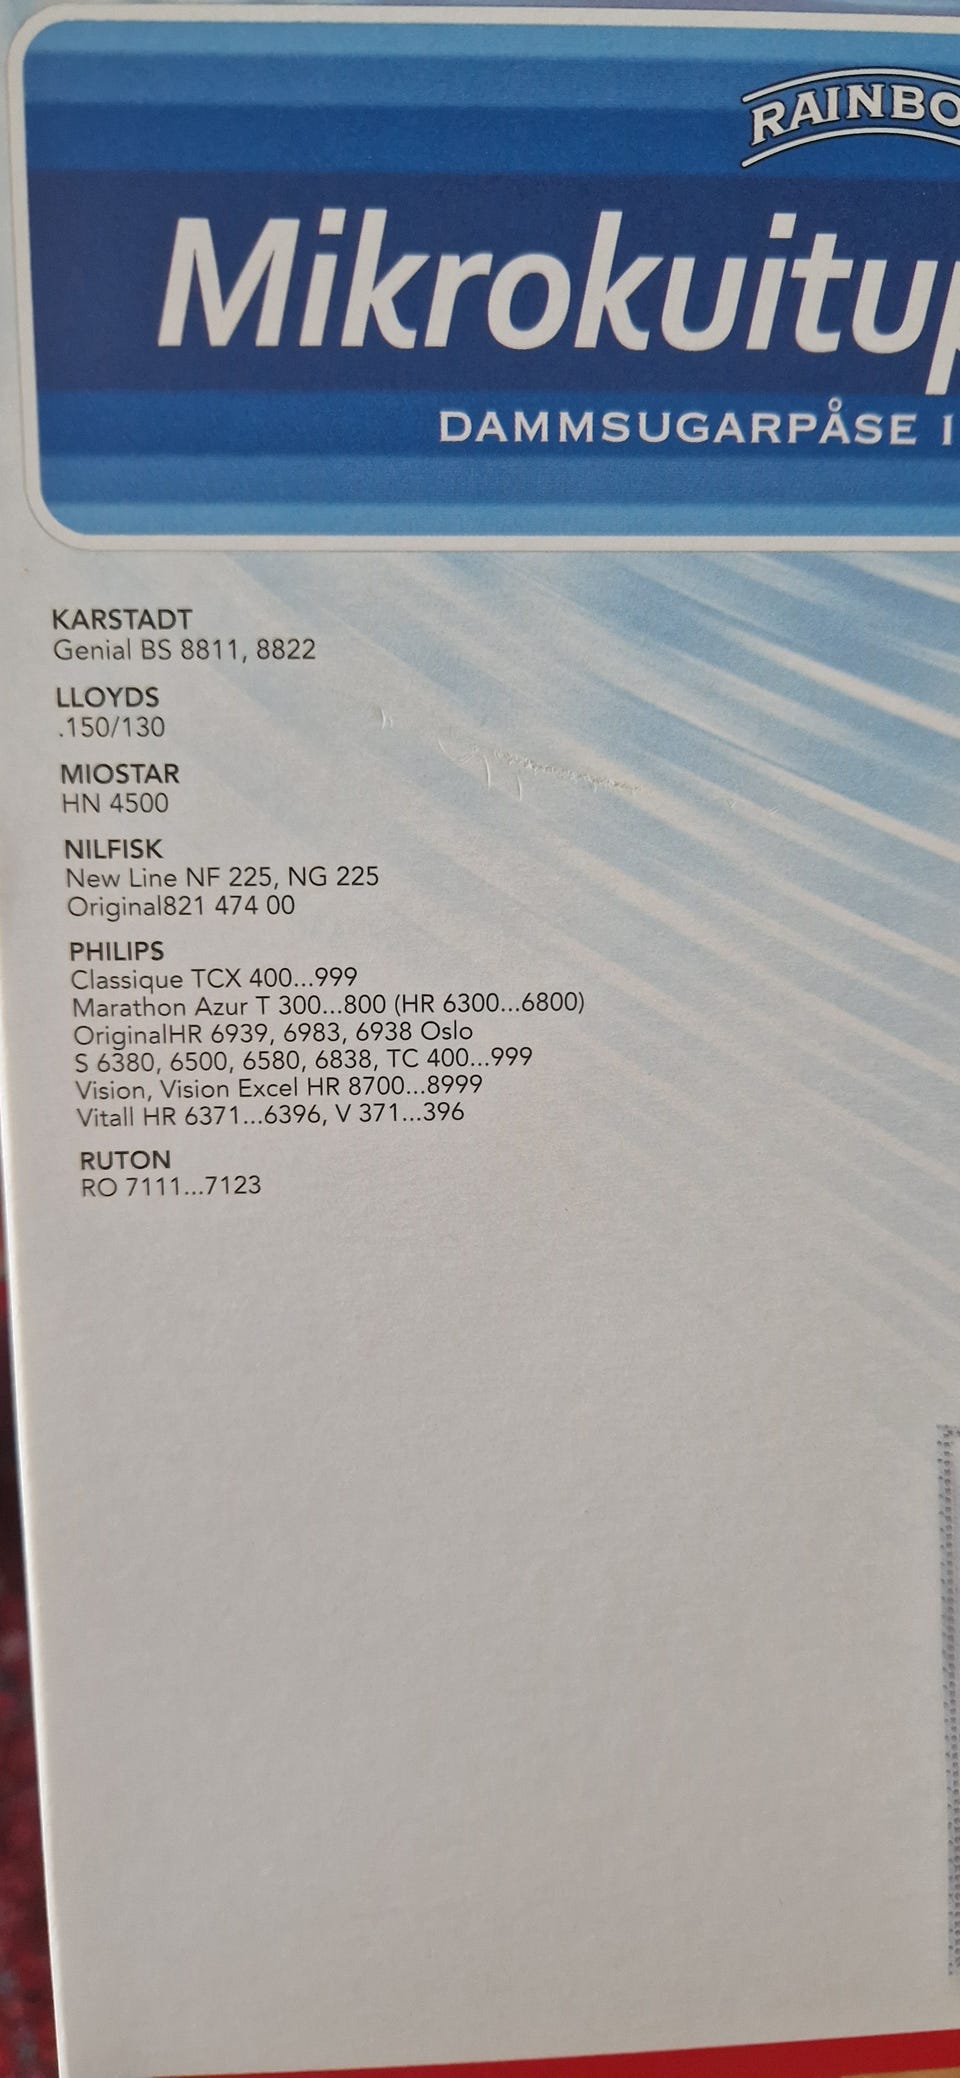 RAINBO
Mikrokuitup
DAMMSUGARPÅSE I
KARSTADT
Genial BS 8811, 8822
LLOYDS
.150/130
MIOSTAR
HN 4500
NILFISK
New Line NF 225, NG 225
Original821 474 00
PHILIPS
Classique TCX 400...999
Marathon Azur T 300...800 (HR 6300...6800)
OriginalHR 6939, 6983, 6938 Oslo
S 6380, 6500, 6580, 6838, TC 400...999
Vision, Vision Excel HR 8700...8999
Vitall HR 6371...6396, V 371...396
RUTON
RO 7111...7123